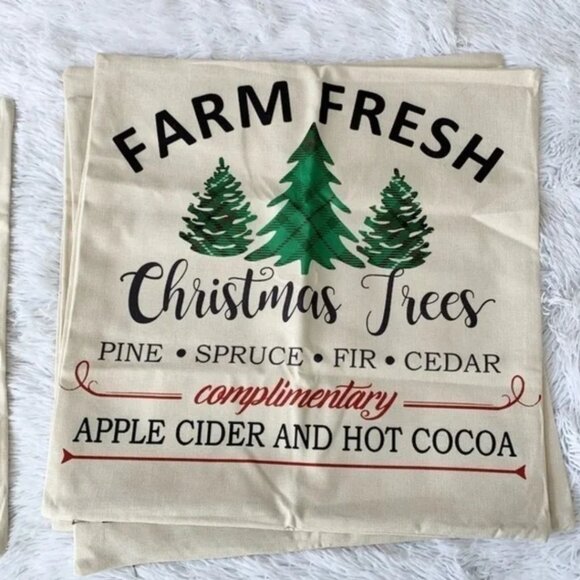 FARM FRESH
Christmas Trees
PINE • SPRUCE • FIR • CEDAR
complimentary
APPLE CIDER AND HOT COCOA